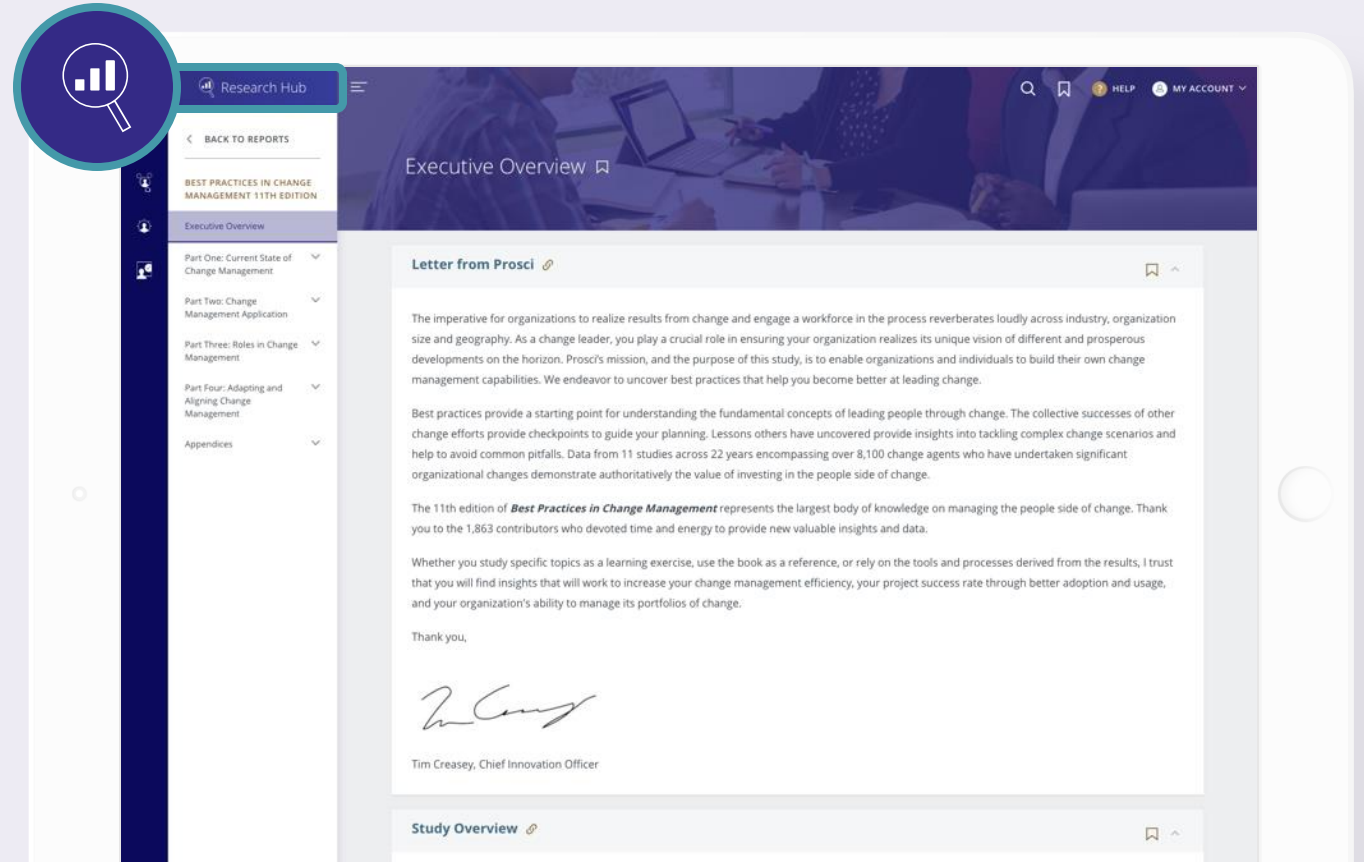 Research Hub
HELP
MY ACCOUNT
BACK TO REPORTS
BEST PRACTICES IN CHANGE
MANAGEMENT 11TH EDITION
Executive Overview
Part One: Current State of
Change Management
Part Two: Change
Management Application
Part Three: Roles in Change
Management
Part Four: Adapting and
Aligning Change
Management
Appendices
Executive Overview
Letter from Prosci
The imperative for organizations to realize results from change and engage a workforce in the process reverberates loudly across industry, organization
size and geography. As a change leader, you play a crucial role in ensuring your organization realizes its unique vision of different and prosperous
developments on the horizon. Prosci's mission, and the purpose of this study, is to enable organizations and individuals to build their own change
management capabilities. We endeavor to uncover best practices that help you become better at leading change.
Best practices provide a starting point for understanding the fundamental concepts of leading people through change. The collective successes of other
change efforts provide checkpoints to guide your planning. Lessons others have uncovered provide insights into tackling complex change scenarios and
help to avoid common pitfalls. Data from 11 studies across 22 years encompassing over 8,100 change agents who have undertaken significant
organizational changes demonstrate authoritatively the value of investing in the people side of change.
The 11th edition of Best Practices in Change Management represents the largest body of knowledge on managing the people side of change. Thank
you to the 1,863 contributors who devoted time and energy to provide new valuable insights and data.
Whether you study specific topics as a learning exercise, use the book as a reference, or rely on the tools and processes derived from the results, I trust
that you will find insights that will work to increase your change management efficiency, your project success rate through better adoption and usage,
and your organization's ability to manage its portfolios of change.
Thank you,
Tim Creasey, Chief Innovation Officer
Study Overview